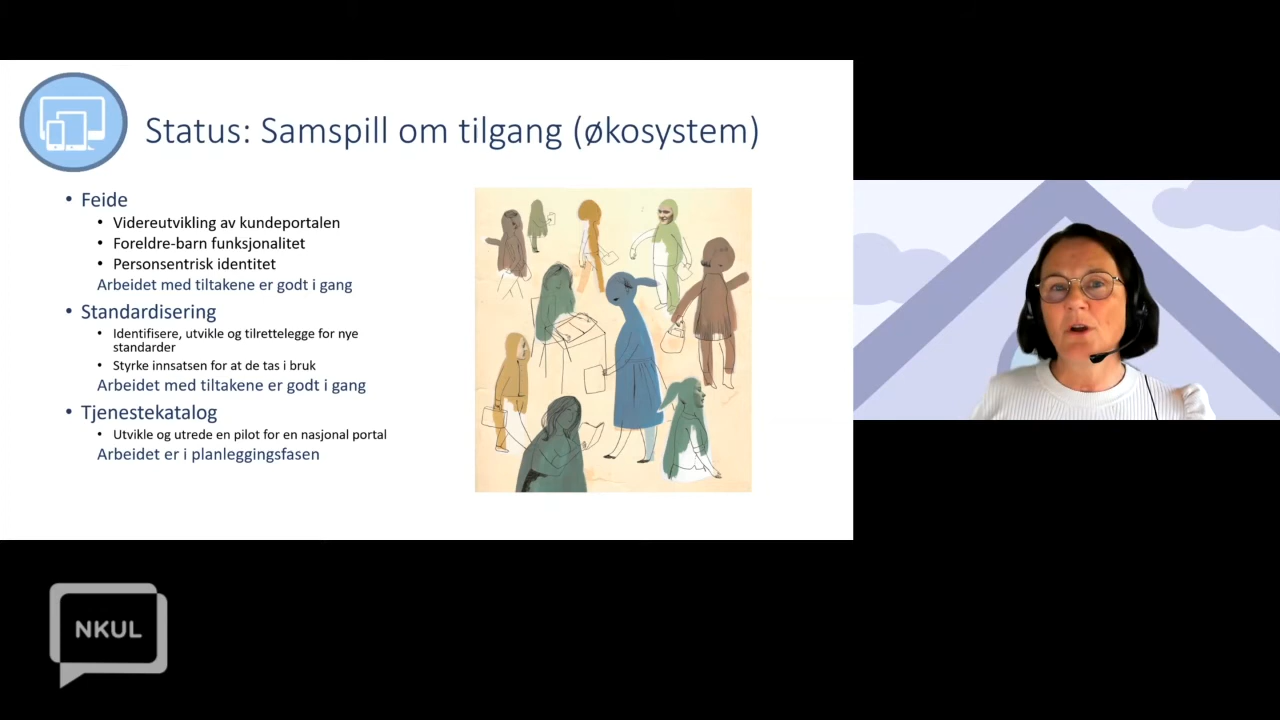 Status: Samspill om tilgang (økosystem)
• Feide
• Videreutvikling av kundeportalen
• Foreldre-barn funksjonalitet
• Personsentrisk identitet
Arbeidet med tiltakene er godt i gang
• Standardisering
• Identifisere, utvikle og tilrettelegge for nye
standarder
• Styrke innsatsen for at de tas i bruk
Arbeidet med tiltakene er godt i gang
• Tjenestekatalog
• Utvikle og utrede en pilot for en nasjonal portal
Arbeidet er i planleggingsfasen
NKUL